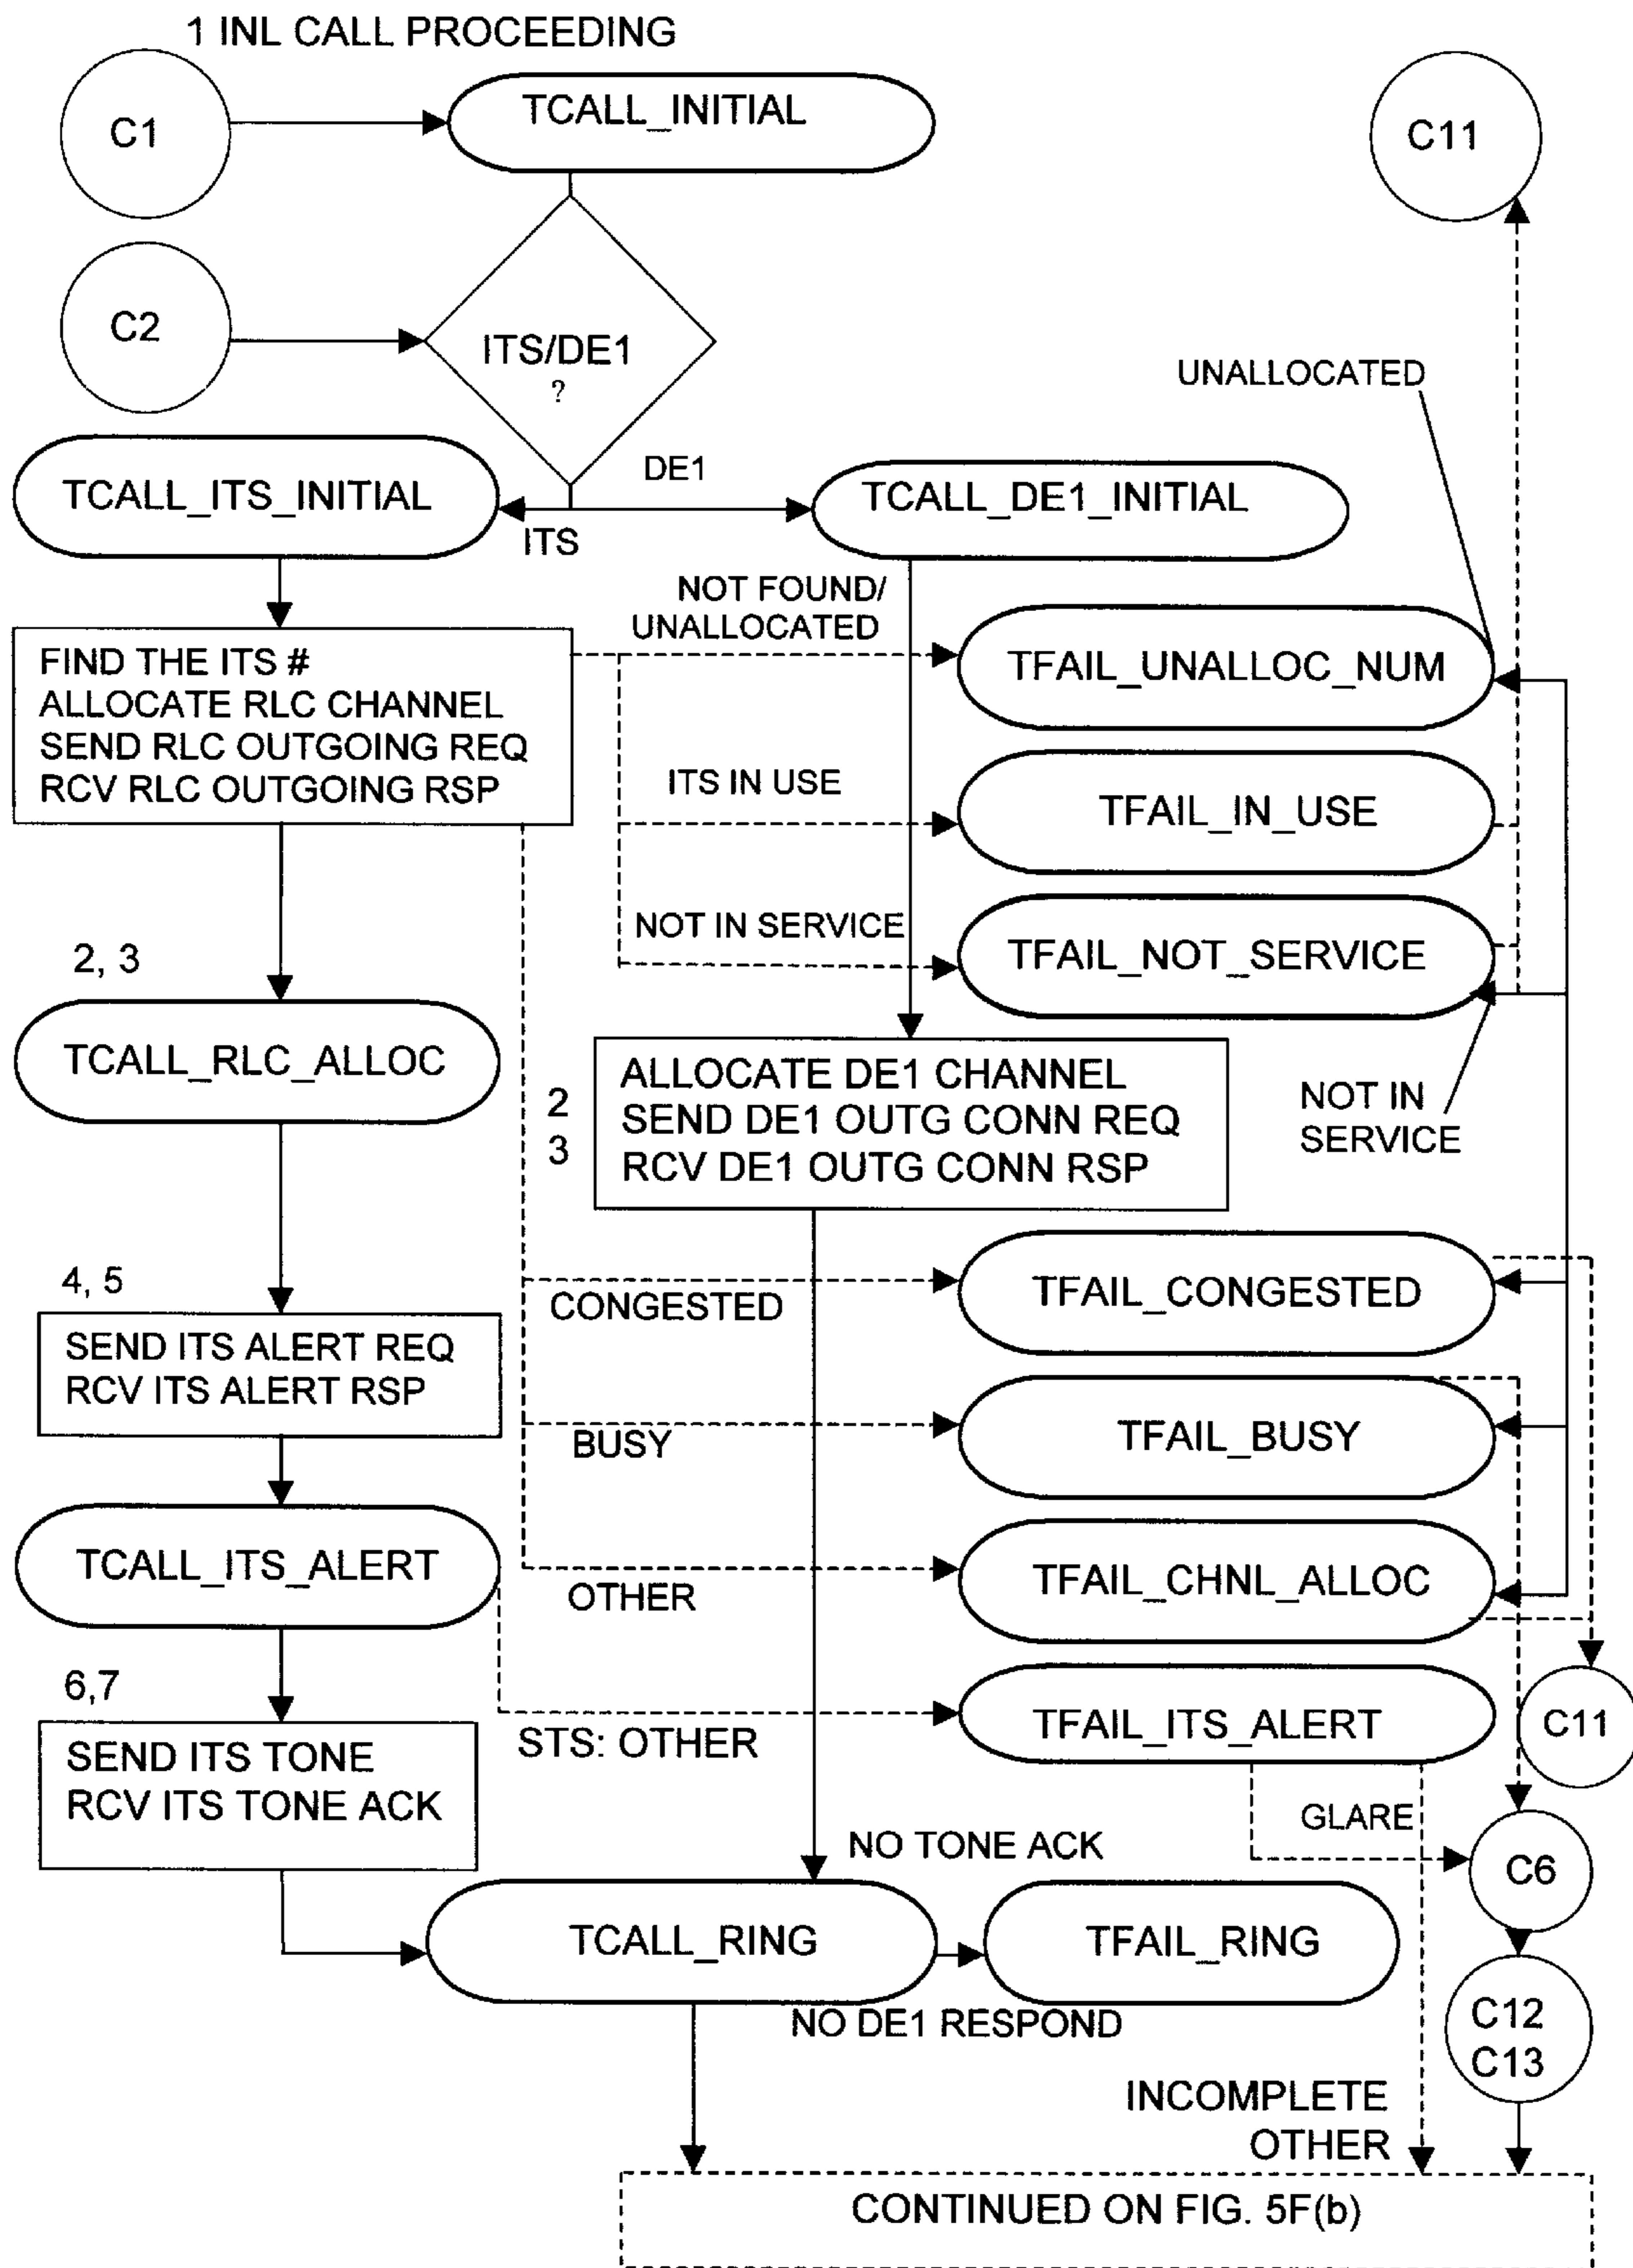 1 INL CALL PROCEEDING
C1
TCALL_INITIAL
C11
C2
ITS/DE1
?
UNALLOCATED
TCALL_ITS_INITIAL
DE1
ITS
TCALL_DE1_INITIAL
NOT FOUND/
UNALLOCATED
FIND THE ITS #
ALLOCATE RLC CHANNEL
SEND RLC OUTGOING REQ
RCV RLC OUTGOING RSP
TFAIL_UNALLOC_NUM
ITS IN USE
TFAIL_IN_USE
NOT IN SERVICE
TFAIL_NOT_SERVICE
2, 3
TCALL_RLC_ALLOC
2
3
ALLOCATE DE1 CHANNEL
SEND DE1 OUTG CONN REQ
RCV DE1 OUTG CONN RSP
NOT IN
SERVICE
4, 5
SEND ITS ALERT REQ
RCV ITS ALERT RSP
CONGESTED
TFAIL_CONGESTED
BUSY
TFAIL_BUSY
TCALL_ITS_ALERT
OTHER
TFAIL_CHNL_ALLOC
6,7
SEND ITS TONE
RCV ITS TONE ACK
STS: OTHER
TFAIL_ITS_ALERT
C11
GLARE
NO TONE ACK
C6
TCALL_RING
TFAIL_RING
NO DE1 RESPOND
C12
C13
INCOMPLETE
OTHER
CONTINUED ON FIG. 5F(b)